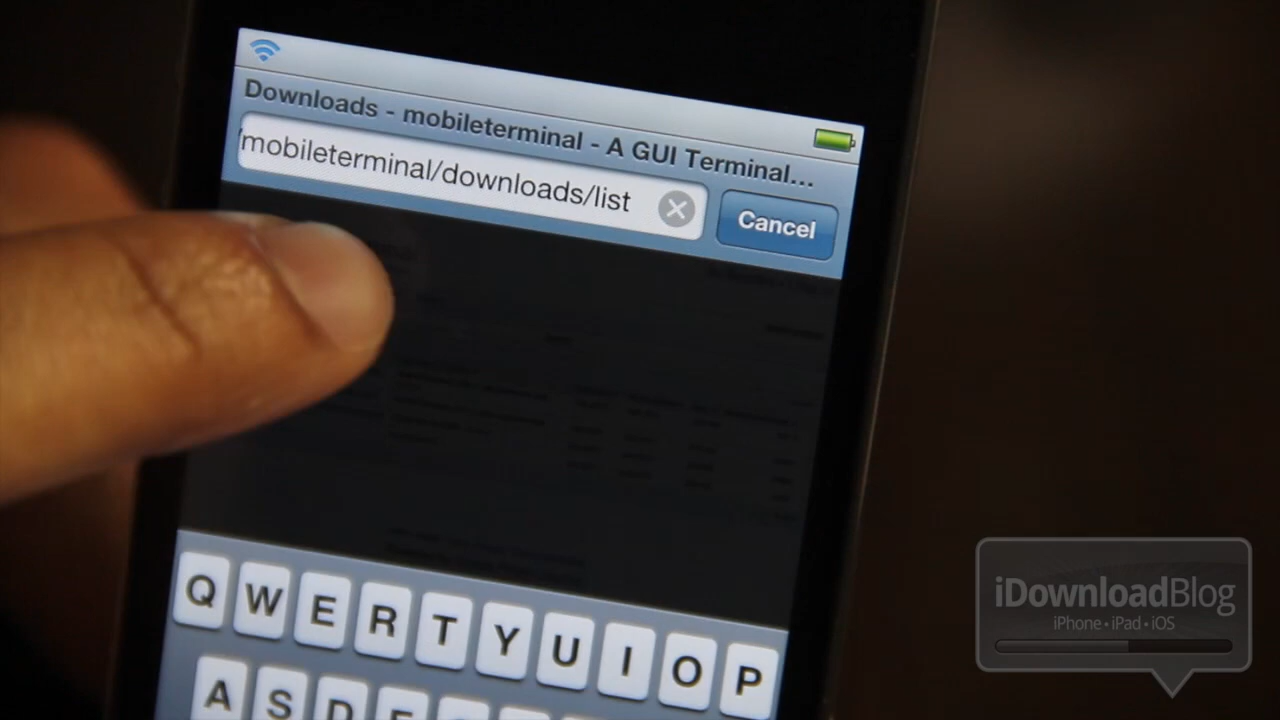 Downloads - mobileterminal - A GUI Terminal...
/mobileterminal/downloads/list
Cancel
Q W E R T Y U I O P
A S D F
iDownloadBlog
iPhone • iPad • iOS